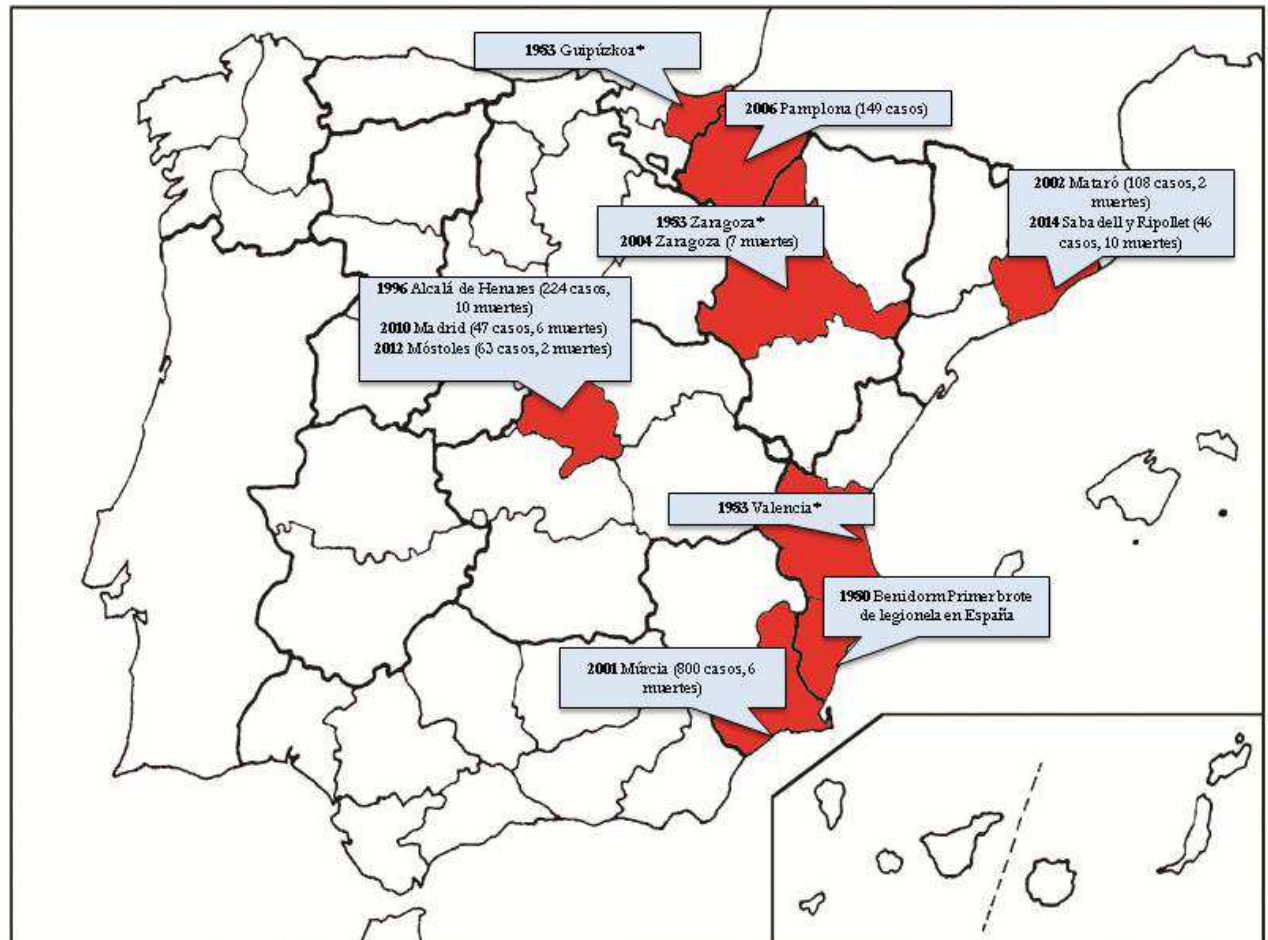 1983 Guipúzkoa*
2006 Pamplona (149 casos)
2002 Mataró (108 casos, 2
muertes)
2014 Sabadell y Ripollet (46
casos, 10 muertes)
1983 Zaragoza*
2004 Zaragoza (7 muertes)
1996 Alcalá de Henares (224 casos,
10 muertes)
2010 Madrid (47 casos, 6 muertes)
2012 Móstoles (63 casos, 2 muertes)
1983 Valencia*
1980 Benidorm Primer brote
de legionela en España
2001 Múrcia (800 casos, 6
muertes)